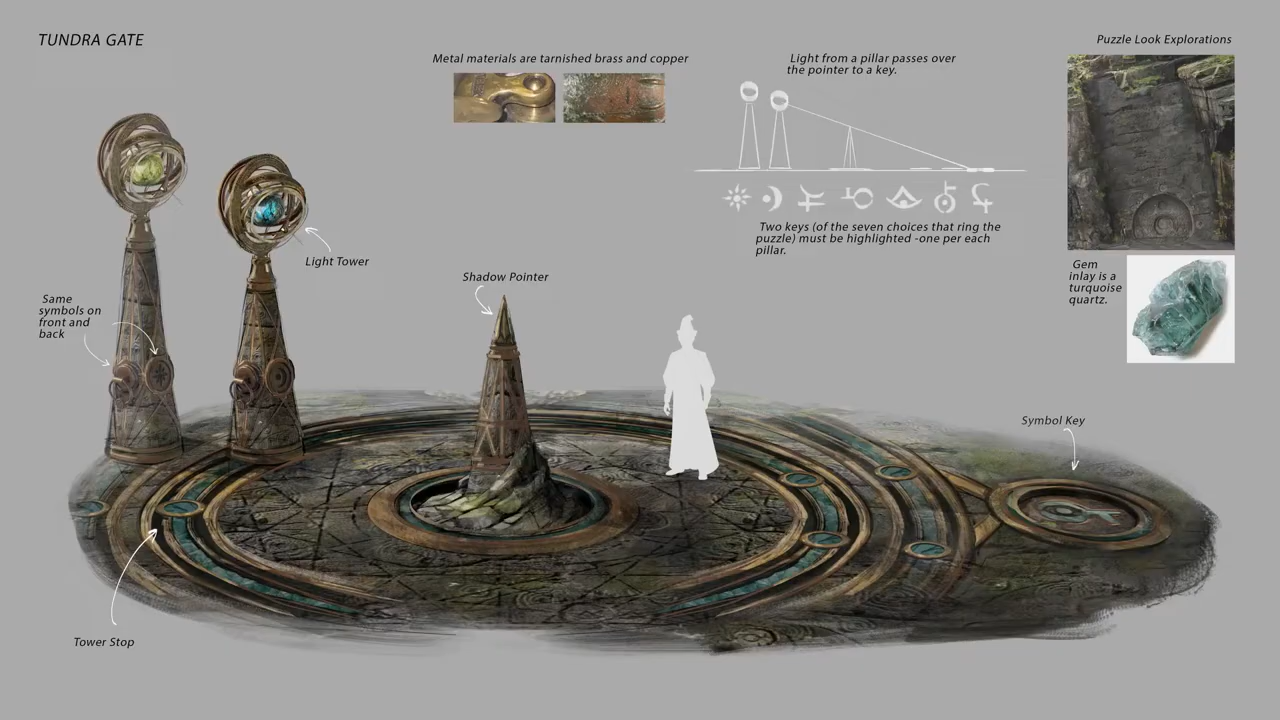 TUNDRA GATE
Metal materials are tarnished brass and copper
Light from a pillar passes over
the pointer to a key.
Puzzle Look Explorations
Two keys (of the seven choices that ring the
puzzle) must be highlighted -one per each
pillar.
Gem
inlay is a
turquoise
quartz.
Light Tower
Shadow Pointer
Same
symbols on
front and
back
Symbol Key
Tower Stop